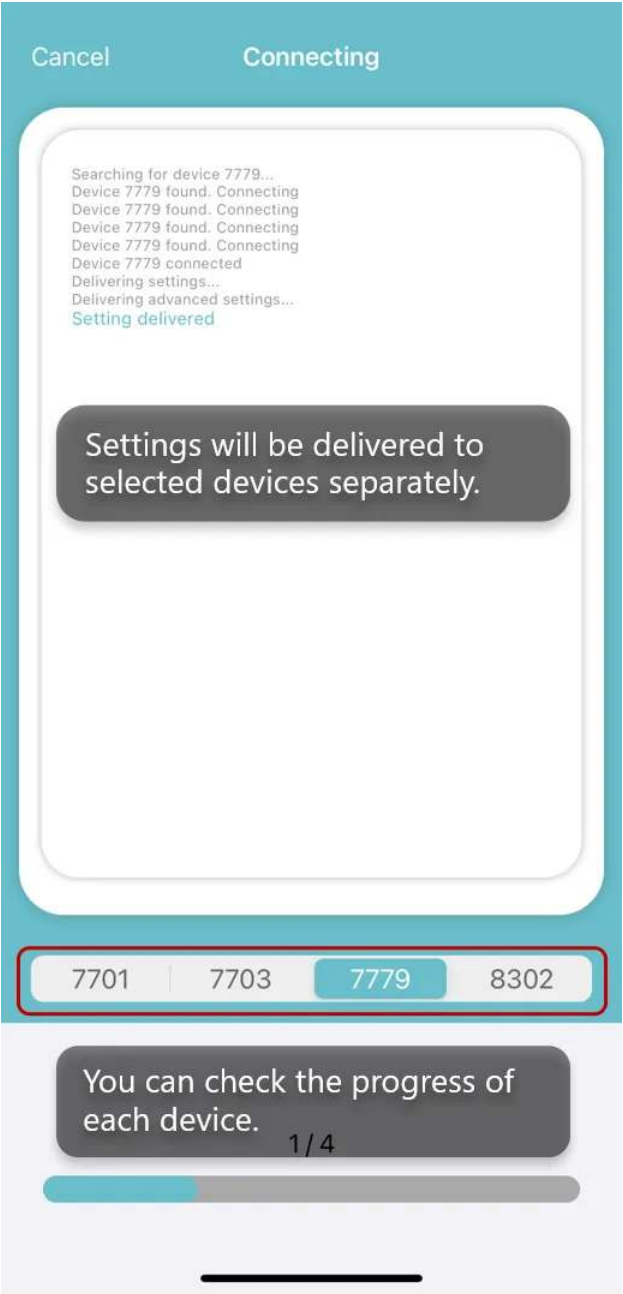 Cancel
Connecting
Searching for device 7779...
Device 7779 found. Connecting
Device 7779 found. Connecting
Device 7779 found. Connecting
Device 7779 found. Connecting
Device 7779 connected
Delivering settings...
Delivering advanced settings...
Setting delivered
Settings will be delivered to
selected devices separately.
7701 7703 7779 8302
You can check the progress of
each device.
1 / 4